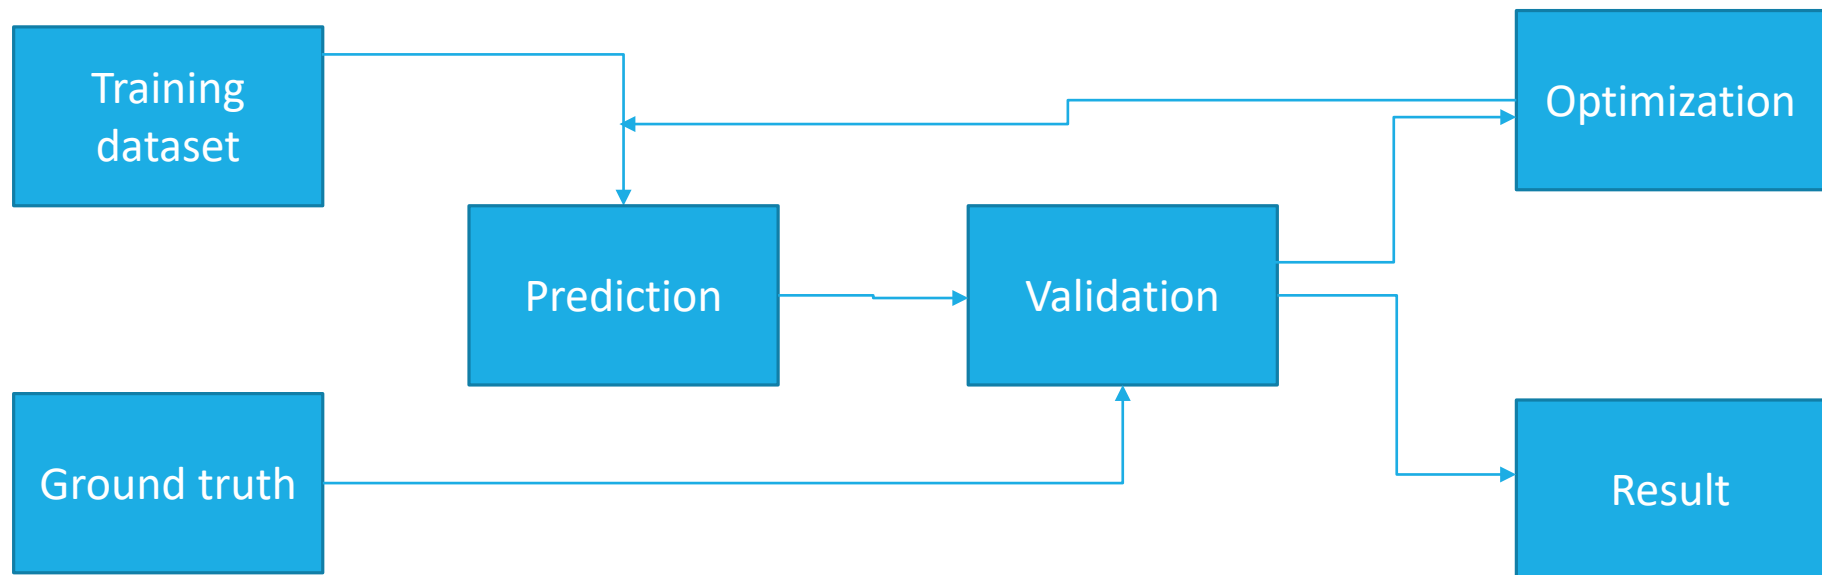 Training
dataset
Optimization
Prediction
Validation
Ground truth
Result